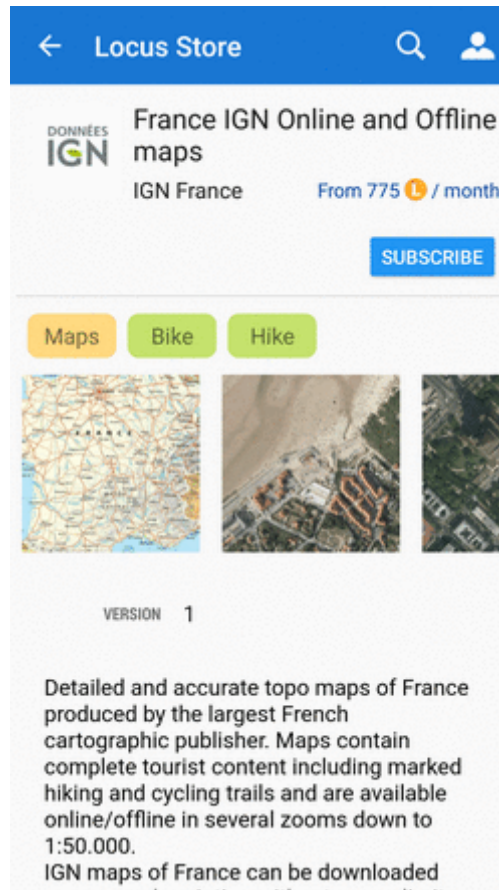 Locus Store
DONNÉES
IGN
France IGN Online and Offline
maps
IGN France
From 775 L / month
SUBSCRIBE
Maps
Bike
Hike
FRANCE
VERSION 1
Detailed and accurate topo maps of France
produced by the largest French
cartographic publisher. Maps contain
complete tourist content including marked
hiking and cycling trails and are available
online/offline in several zooms down to
1:50.000.
IGN maps of France can be downloaded